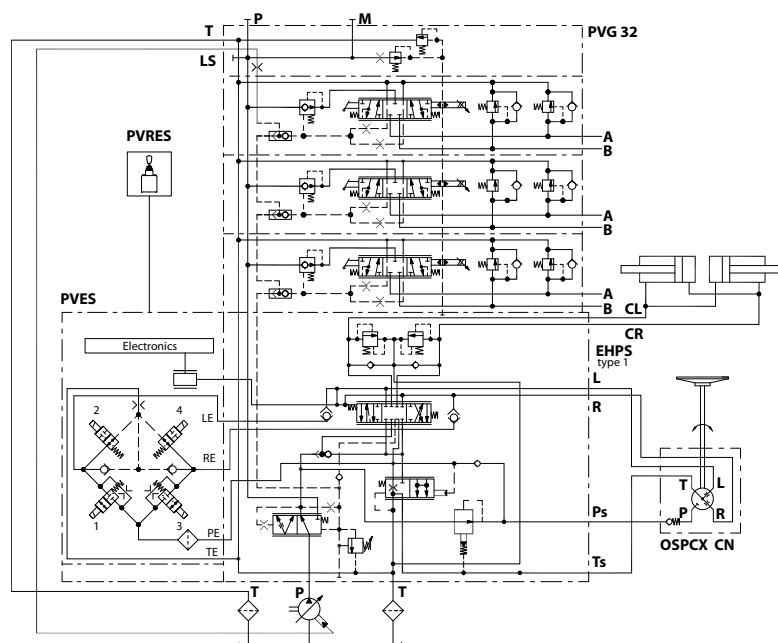 P
M
T
PVG 32
LS
PVRES
A
B
A
B
A
B
CL
CR
PVES
EHPS
type 1
Electronics
L
R
2
4
LE
RE
1
3
PE
TE
T
L
P
R
Ps
OSPCX CN
Ts
T
P
T